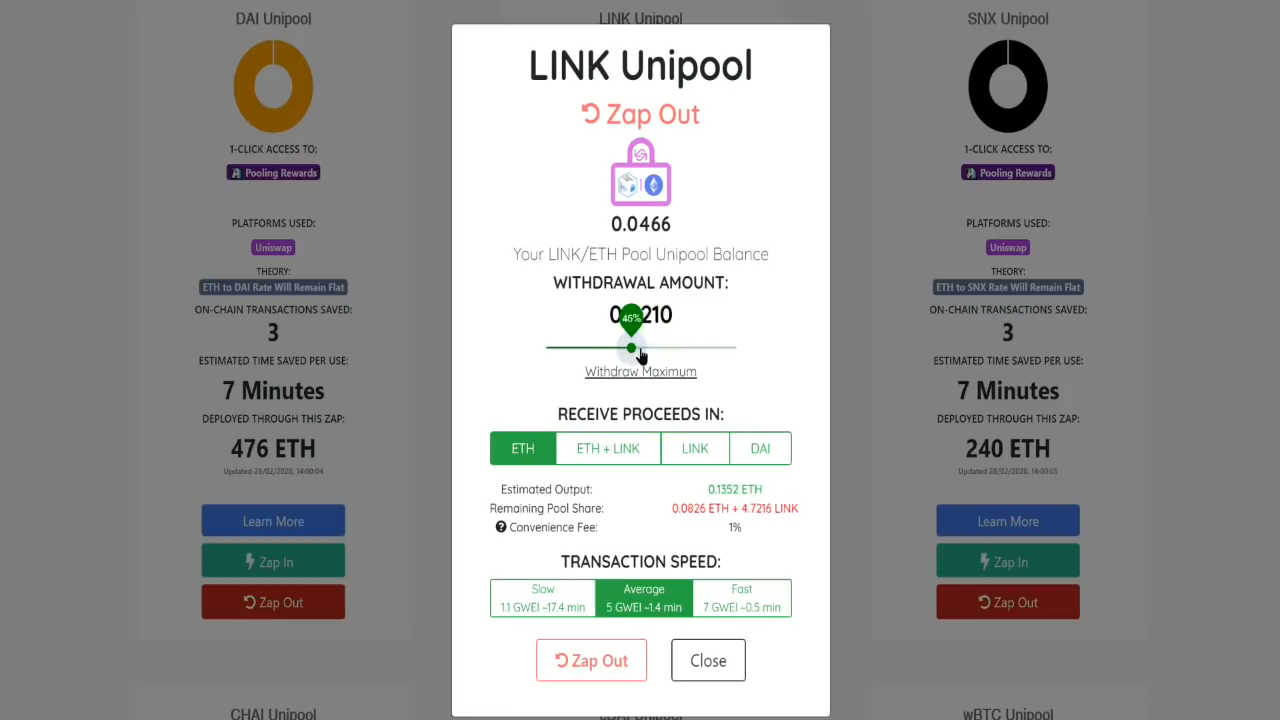 DAI Unipool
1-CLICK ACCESS TO:
Pooling Rewards
PLATFORMS USED:
Uniswap
THEORY:
ETH to DAI Rate Will Remain Flat
ON-CHAIN TRANSACTIONS SAVED:
3
ESTIMATED TIME SAVED PER USE:
7 Minutes
DEPLOYED THROUGH THIS ZAP:
476 ETH
Updated 28/02/2020, 14:00:04
Learn More
Zap In
Zap Out
CHAI Unipool
LINK Unipool
LINK Unipool
Zap Out
0.0466
Your LINK/ETH Pool Unipool Balance
WITHDRAWAL AMOUNT:
45%
Withdraw Maximum
RECEIVE PROCEEDS IN:
ETH ETH + LINK LINK DAI
Estimated Output: 0.1352 ETH
Remaining Pool Share: 0.0826 ETH + 4.7216 LINK
Convenience Fee: 1%
TRANSACTION SPEED:
Slow Average Fast
1.1 GWEI ~17.4 min 5 GWEI ~1.4 min 7 GWEI ~0.5 min
Zap Out Close
SNX Unipool
1-CLICK ACCESS TO:
Pooling Rewards
PLATFORMS USED:
Uniswap
THEORY:
ETH to SNX Rate Will Remain Flat
ON-CHAIN TRANSACTIONS SAVED:
3
ESTIMATED TIME SAVED PER USE:
7 Minutes
DEPLOYED THROUGH THIS ZAP:
240 ETH
Updated 28/02/2020, 14:00:05
Learn More
Zap In
Zap Out
wBTC Unipool